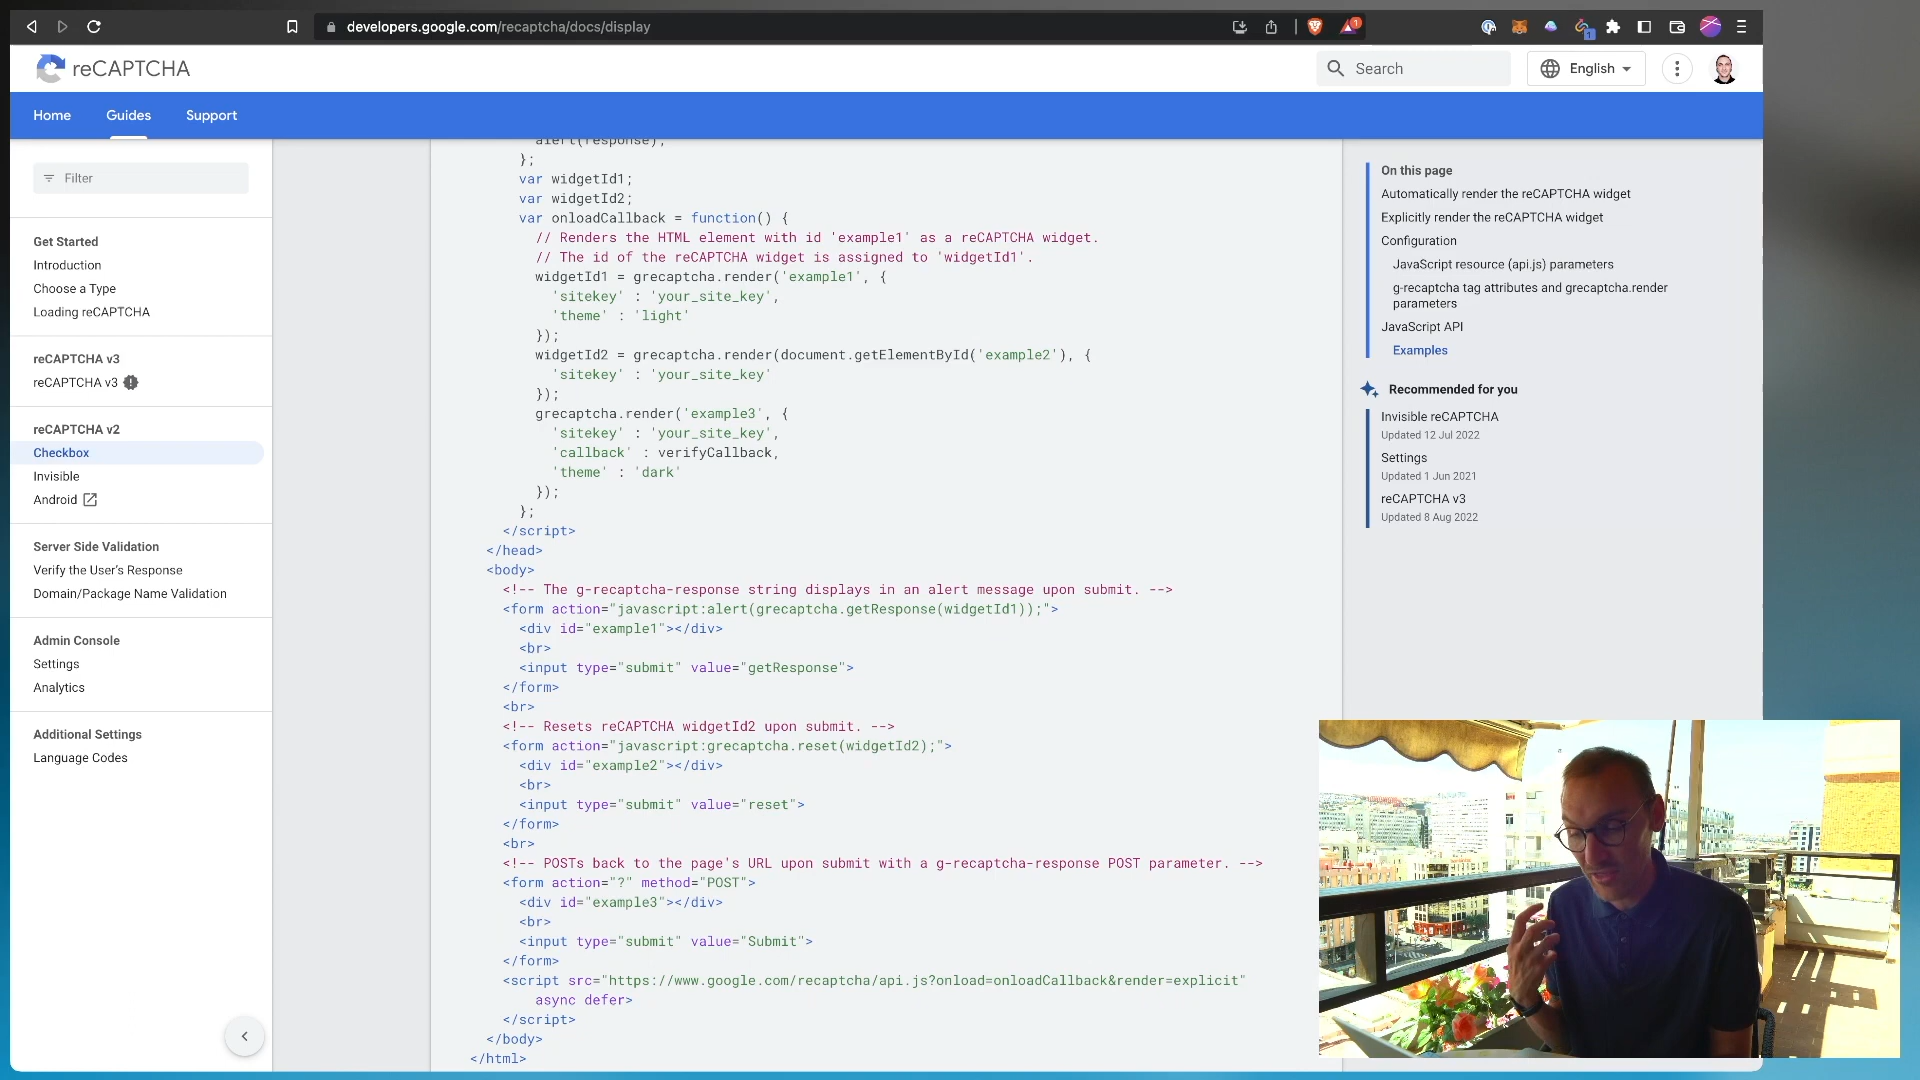 developers.google.com/recaptcha/docs/display
1
1
reCAPTCHA
Search
English
Home
Guides
Support
Filter
Get Started
Introduction
Choose a Type
Loading reCAPTCHA
reCAPTCHA v3
reCAPTCHA v3
reCAPTCHA v2
Checkbox
Invisible
Android
Server Side Validation
Verify the User's Response
Domain/Package Name Validation
Admin Console
Settings
Analytics
Additional Settings
Language Codes
alert(response);
};
var widgetId1;
var widgetId2;
var onloadCallback = function() {
// Renders the HTML element with id 'example1' as a reCAPTCHA widget.
// The id of the reCAPTCHA widget is assigned to 'widgetId1'.
widgetId1 = grecaptcha.render('example1', {
'sitekey' : 'your_site_key',
'theme' : 'light'
});
widgetId2 = grecaptcha.render(document.getElementById('example2'), {
'sitekey' : 'your_site_key'
});
grecaptcha.render('example3', {
'sitekey' : 'your_site_key',
'callback' : verifyCallback,
'theme' : 'dark'
});
};
</script>
</head>
<body>
<!-- The g-recaptcha-response string displays in an alert message upon submit. -->
<form action="javascript:alert(grecaptcha.getResponse(widgetId1));">
<div id="example1"></div>
<br>
<input type="submit" value="getResponse">
</form>
<br>
<!-- Resets reCAPTCHA widgetId2 upon submit. -->
<form action="javascript:grecaptcha.reset(widgetId2);">
<div id="example2"></div>
<br>
<input type="submit" value="reset">
</form>
<br>
<!-- POSTs back to the page's URL upon submit with a g-recaptcha-response POST parameter. -->
<form action="?" method="POST">
<div id="example3"></div>
<br>
<input type="submit" value="Submit">
</form>
<script src="https://www.google.com/recaptcha/api.js?onload=onloadCallback&render=explicit"
async defer>
</script>
</body>
</html>
On this page
Automatically render the reCAPTCHA widget
Explicitly render the reCAPTCHA widget
Configuration
JavaScript resource (api.js) parameters
g-recaptcha tag attributes and grecaptcha.render
parameters
JavaScript API
Examples
Recommended for you
Invisible reCAPTCHA
Updated 12 Jul 2022
Settings
Updated 1 Jun 2021
reCAPTCHA v3
Updated 8 Aug 2022